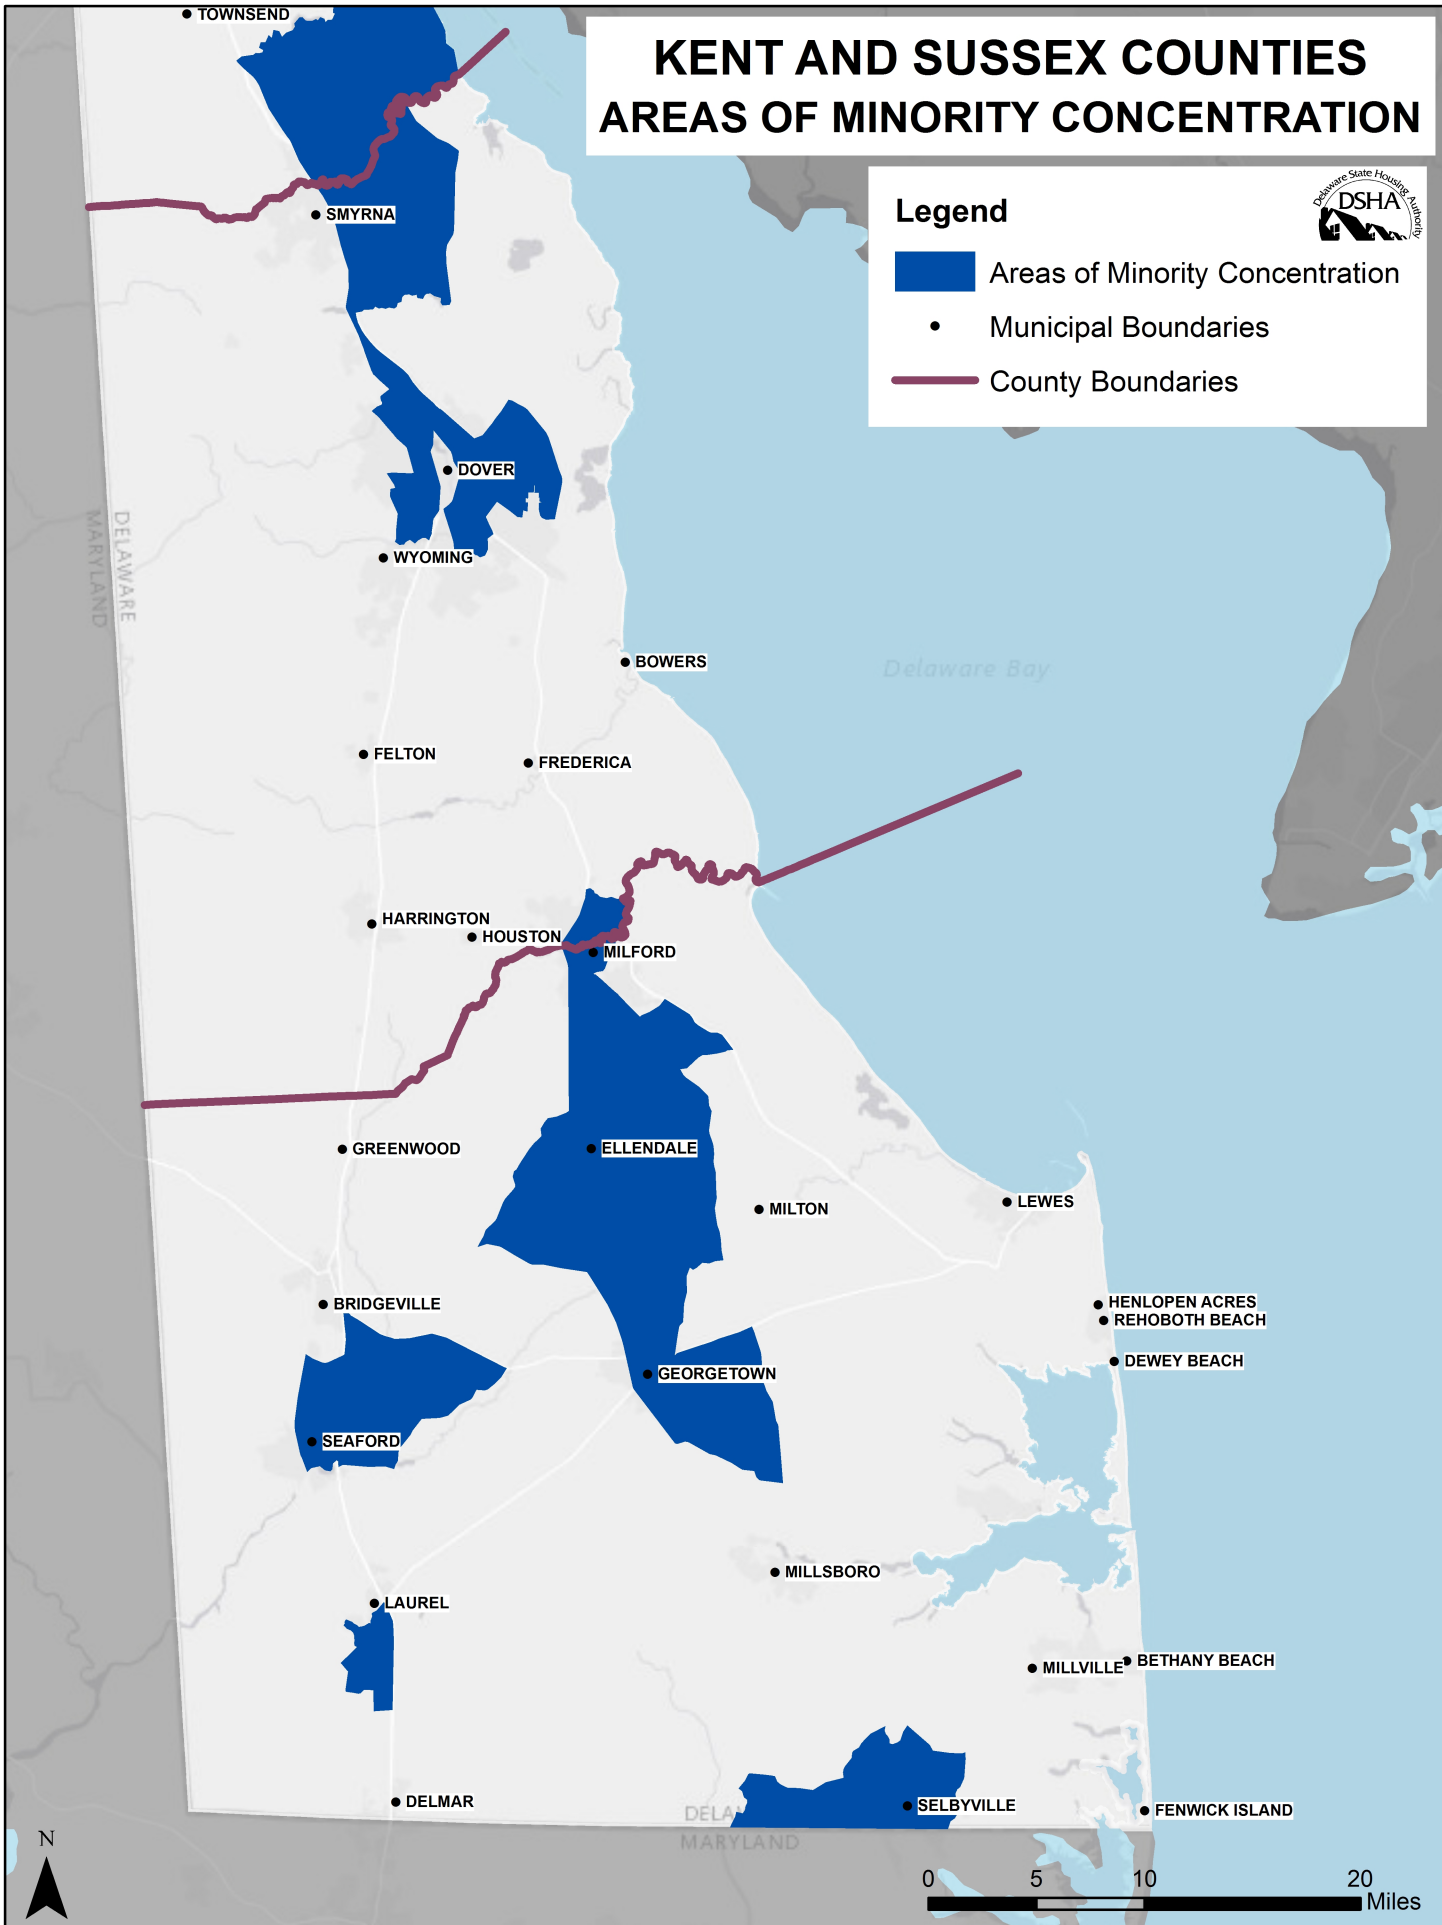 KENT AND SUSSEX COUNTIES
AREAS OF MINORITY CONCENTRATION
Legend
Delaware State Housing Authority
DSHA
Areas of Minority Concentration
Municipal Boundaries
County Boundaries
TOWNSEND
SMYRNA
DOVER
DELAWARE
MARYLAND
WYOMING
BOWERS
Delaware Bay
FELTON
FREDERICA
HARRINGTON
HOUSTON
MILFORD
GREENWOOD
ELLENDALE
MILTON
LEWES
BRIDGEVILLE
HENLOPEN ACRES
REHOBOTH BEACH
DEWEY BEACH
GEORGETOWN
SEAFORD
MILLSBORO
LAUREL
BETHANY BEACH
MILLVILLE
DELMAR
SELBYVILLE
FENWICK ISLAND
DELA
MARYLAND
N
0 5 10 20
Miles